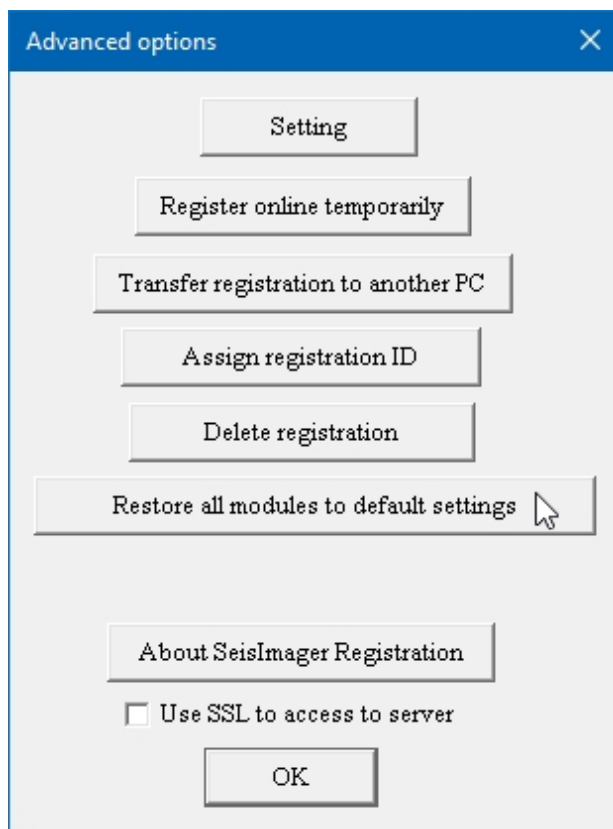 Advanced options
Setting
Register online temporarily
Transfer registration to another PC
Assign registration ID
Delete registration
Restore all modules to default settings
About SeisImager Registration
Use SSL to access to server
OK